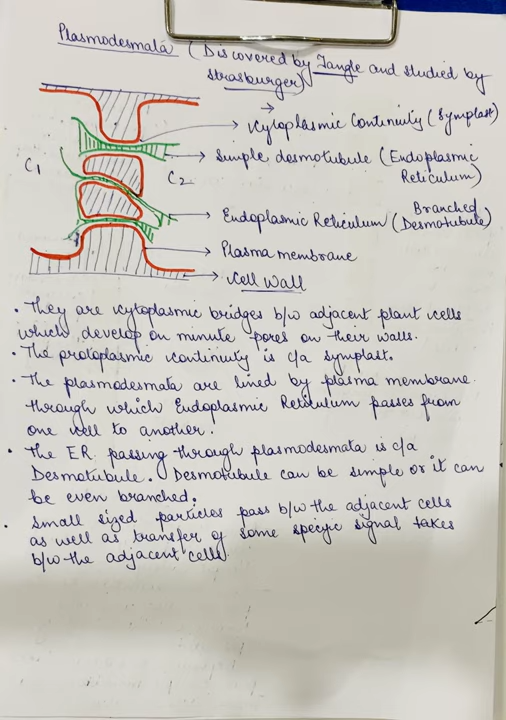 Plasmodesmata (Discovered by Tangle and studied by
strasburger)
→ Cytoplasmic Continuity (Symplast)
C1
C2
→ Simple desmotubule (Endoplasmic
Reticulum)
→ Endoplasmic Reticulum (Branched
Desmotubule)
→ Plasma membrane
→ Cell Wall
• They are cytoplasmic bridges b/w adjacent plant cells
which develop on minute pores on their walls.
• The protoplasmic continuity is c/a symplast.
• The plasmodesmata are lined by plasma membrane
through which Endoplasmic Reticulum passes from
one cell to another.
• The E.R. passing through plasmodesmata is c/a
Desmotubule. Desmotubule can be simple or it can
be even branched.
• Small sized particles pass b/w the adjacent cells
as well as transfer of some specific signal takes
b/w the adjacent cells.